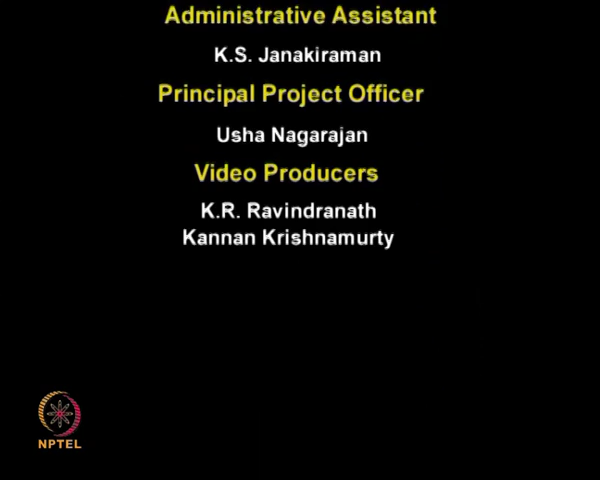 Administrative Assistant
K.S. Janakiraman
Principal Project Officer
Usha Nagarajan
Video Producers
K.R. Ravindranath
Kannan Krishnamurty
NPTEL